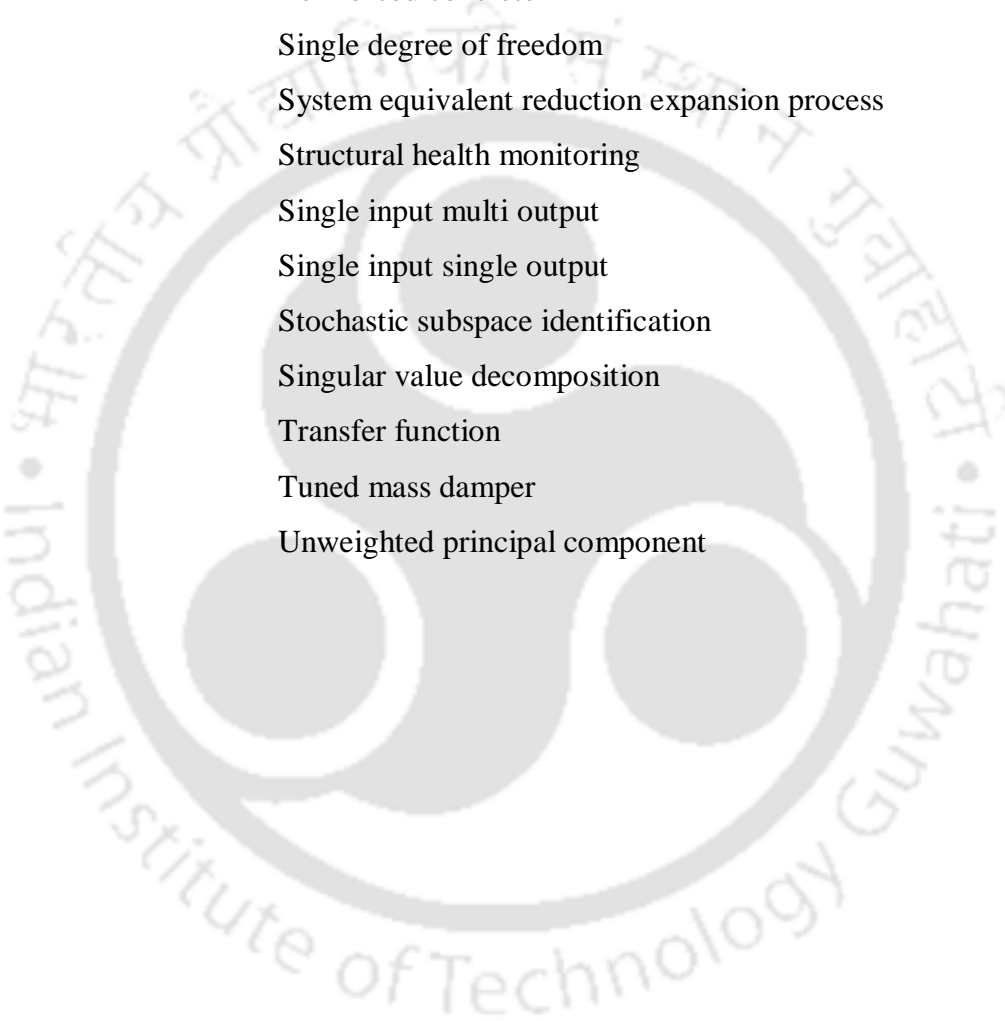 Single degree of freedom
System equivalent reduction expansion process
Structural health monitoring
Single input multi output
Single input single output
Stochastic subspace identification
Singular value decomposition
Transfer function
Tuned mass damper
Unweighted principal component
भारतीय प्रौद्योगिकी संस्थान गुवाहाटी
Indian Institute of Technology Guwahati